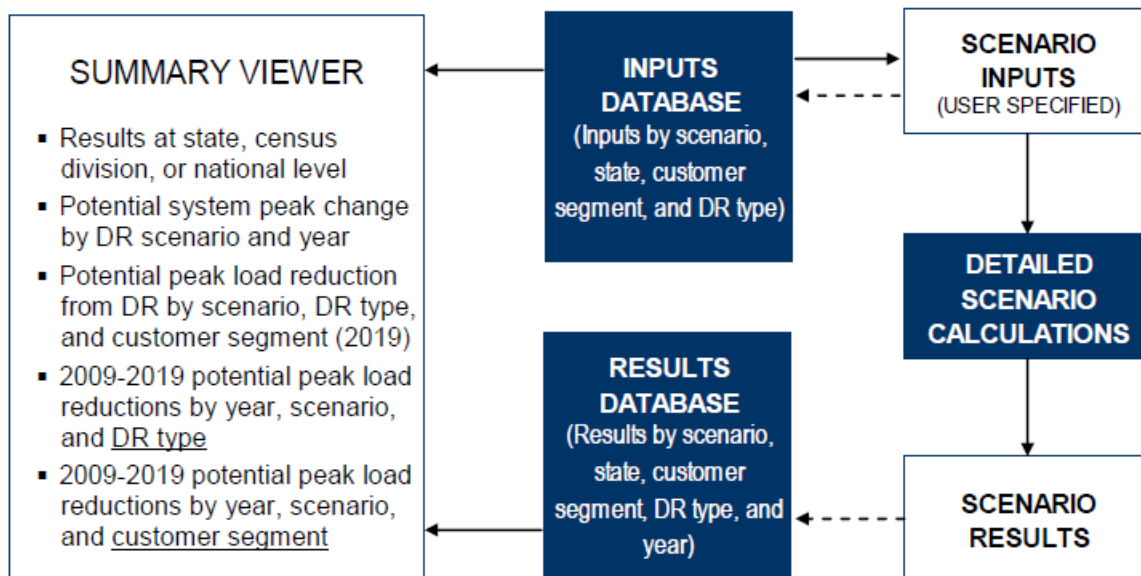 SUMMARY VIEWER
▪ Results at state, census
division, or national level
▪ Potential system peak change
by DR scenario and year
▪ Potential peak load reduction
from DR by scenario, DR type,
and customer segment (2019)
▪ 2009-2019 potential peak load
reductions by year, scenario,
and DR type
▪ 2009-2019 potential peak load
reductions by year, scenario,
and customer segment
INPUTS
DATABASE
(Inputs by scenario,
state, customer
segment, and DR type)
RESULTS
DATABASE
(Results by scenario,
state, customer
segment, DR type, and
year)
SCENARIO
INPUTS
(USER SPECIFIED)
DETAILED
SCENARIO
CALCULATIONS
SCENARIO
RESULTS